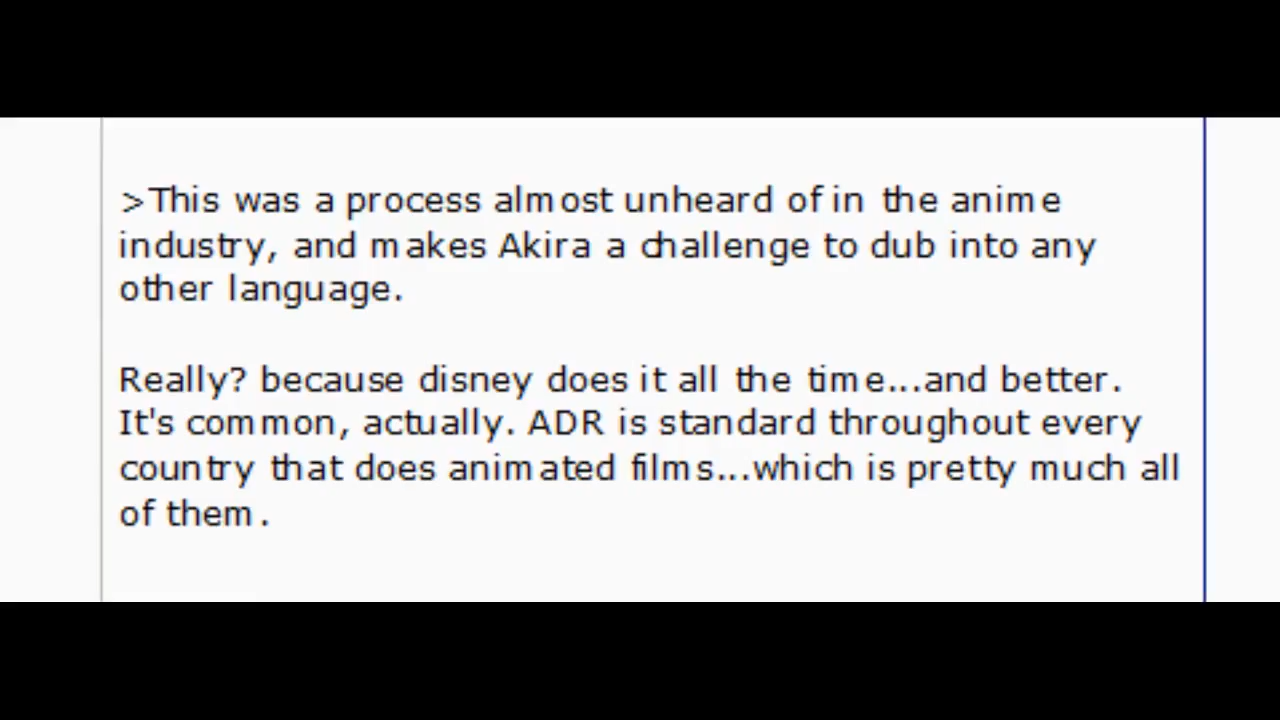 >This was a process almost unheard of in the anime
industry, and makes Akira a challenge to dub into any
other language.
Really? because disney does it all the time...and better.
It's common, actually. ADR is standard throughout every
country that does animated films...which is pretty much all
of them.